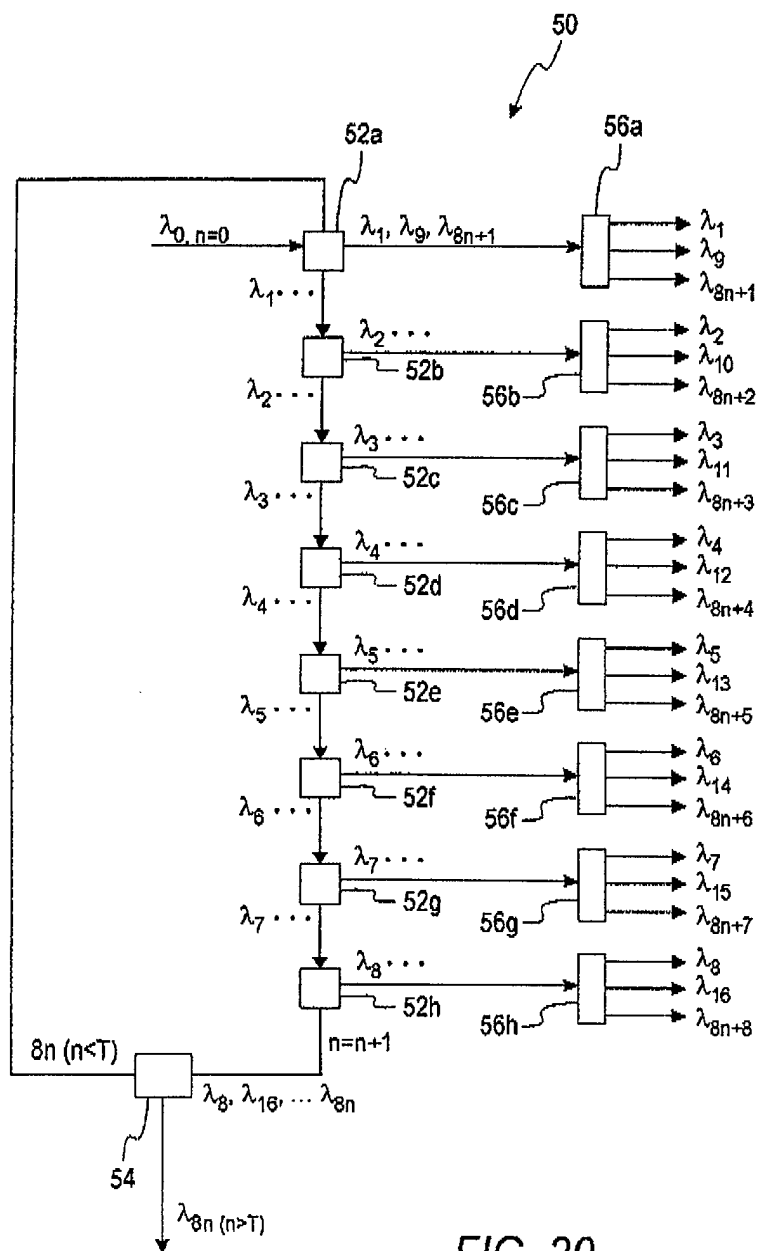 50
52a
56a
λ0, n=0
λ1, λ9, λ8n+1
λ1
λ9
λ8n+1
λ1...
λ2...
52b
56b
λ2
λ10
λ8n+2
λ2...
λ3...
52c
56c
λ3
λ11
λ8n+3
λ3...
λ4...
52d
56d
λ4
λ12
λ8n+4
λ4...
λ5...
52e
56e
λ5
λ13
λ8n+5
λ5...
λ6...
52f
56f
λ6
λ14
λ8n+6
λ6...
λ7...
52g
56g
λ7
λ15
λ8n+7
λ7...
λ8...
52h
56h
λ8
λ16
λ8n+8
n=n+1
8n (n<T)
λ8, λ16, ... λ8n
54
λ8n (n>T)